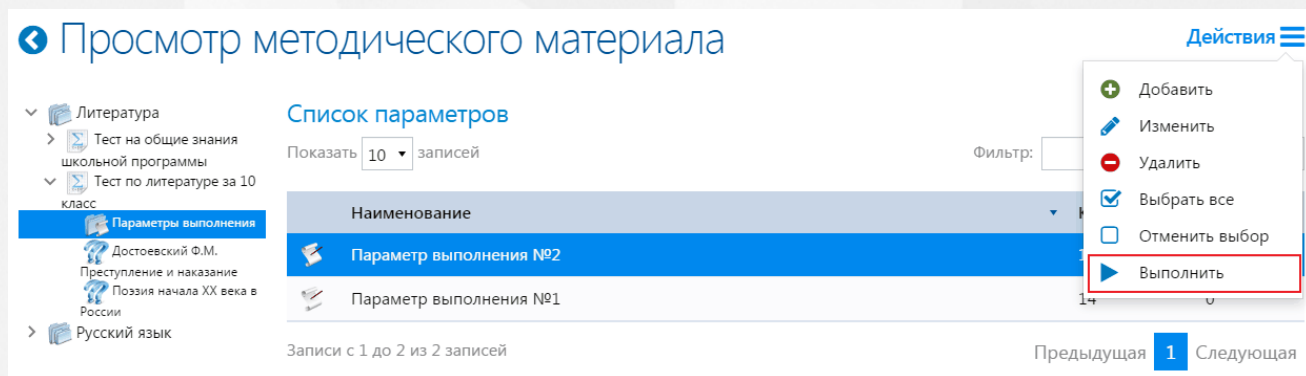 Просмотр методического материала
Действия
Добавить
Изменить
Удалить
Выбрать все
Отменить выбор
Выполнить
Литература
Тест на общие знания
школьной программы
Тест по литературе за 10
класс
Параметры выполнения
Достоевский Ф.М.
Преступление и наказание
Поэзия начала XX века в
России
Русский язык
Список параметров
Показать 10 записей
Фильтр:
Наименование
Параметр выполнения №2
Параметр выполнения №1 14 0
Записи с 1 до 2 из 2 записей
Предыдущая 1 Следующая